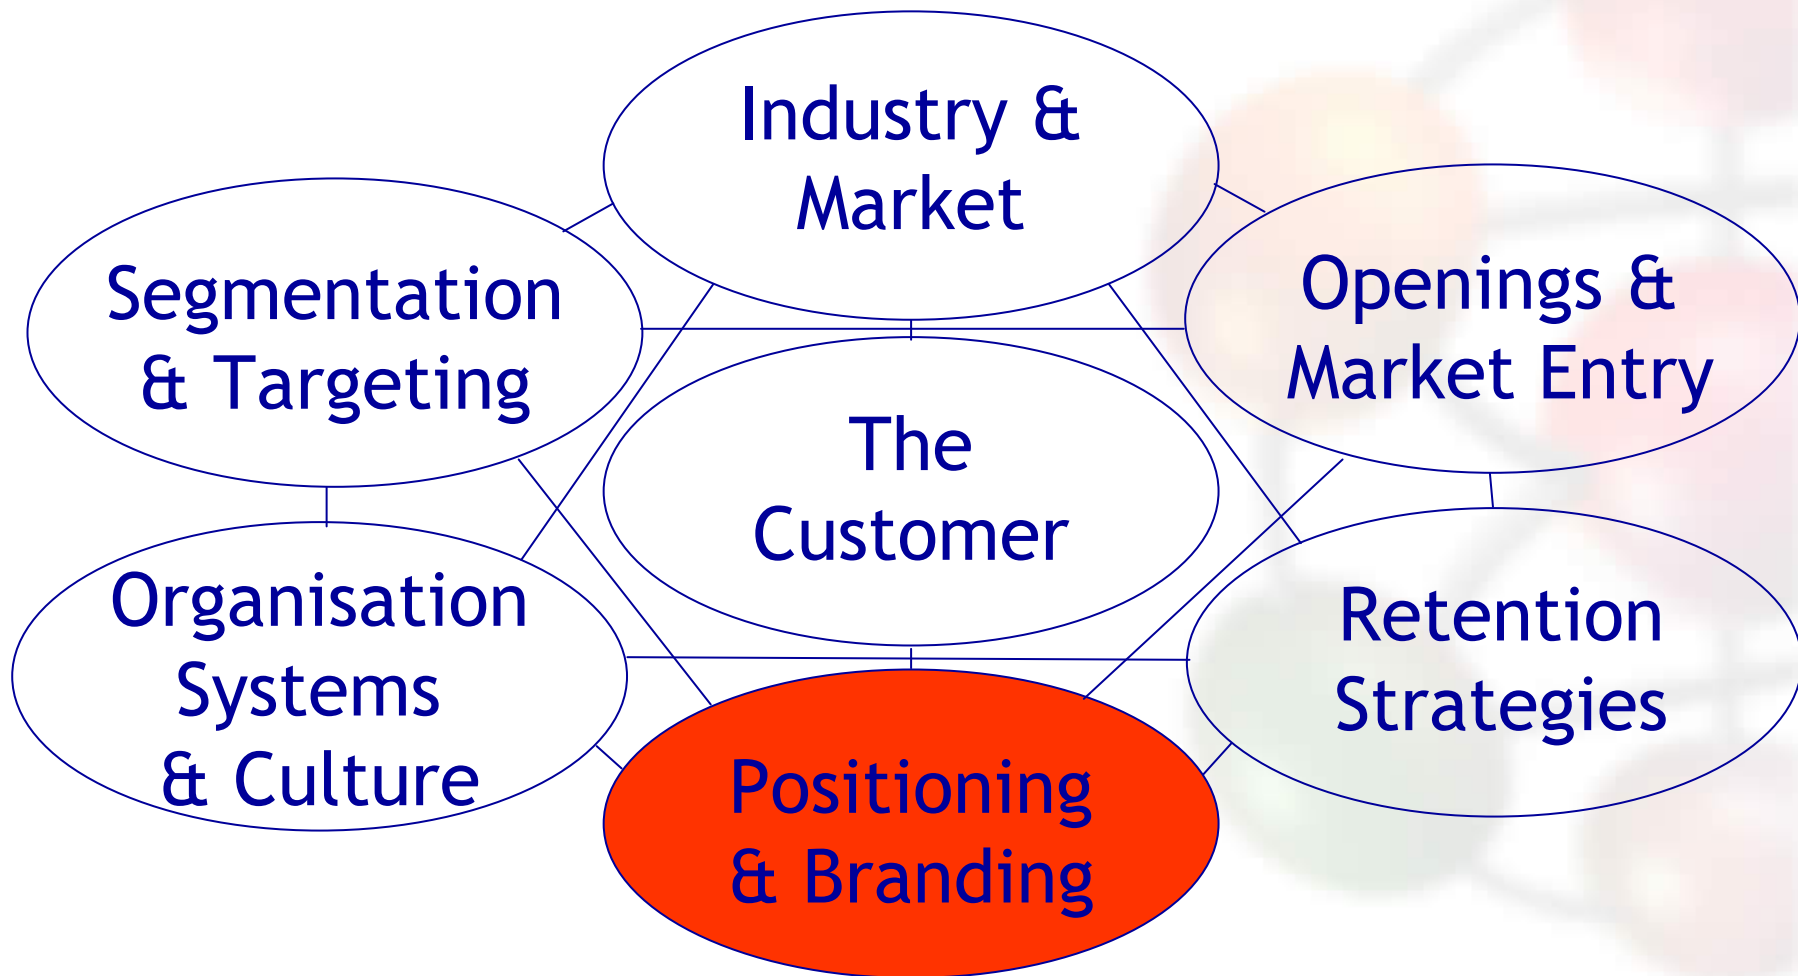 Industry &
Market
Segmentation
& Targeting
Openings &
Market Entry
The
Customer
Organisation
Systems
& Culture
Retention
Strategies
Positioning
& Branding